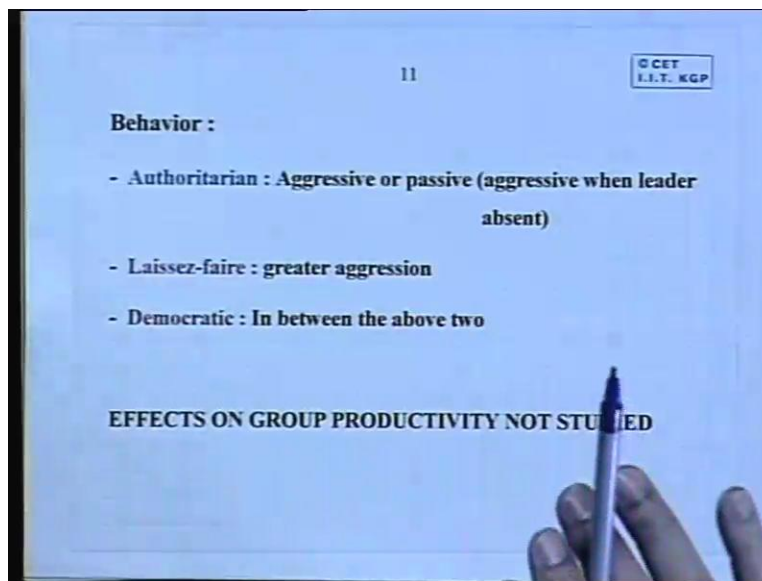 11
© CET
I.I.T. KGP
Behavior :
- Authoritarian : Aggressive or passive (aggressive when leader
absent)
- Laissez-faire : greater aggression
- Democratic : In between the above two
EFFECTS ON GROUP PRODUCTIVITY NOT